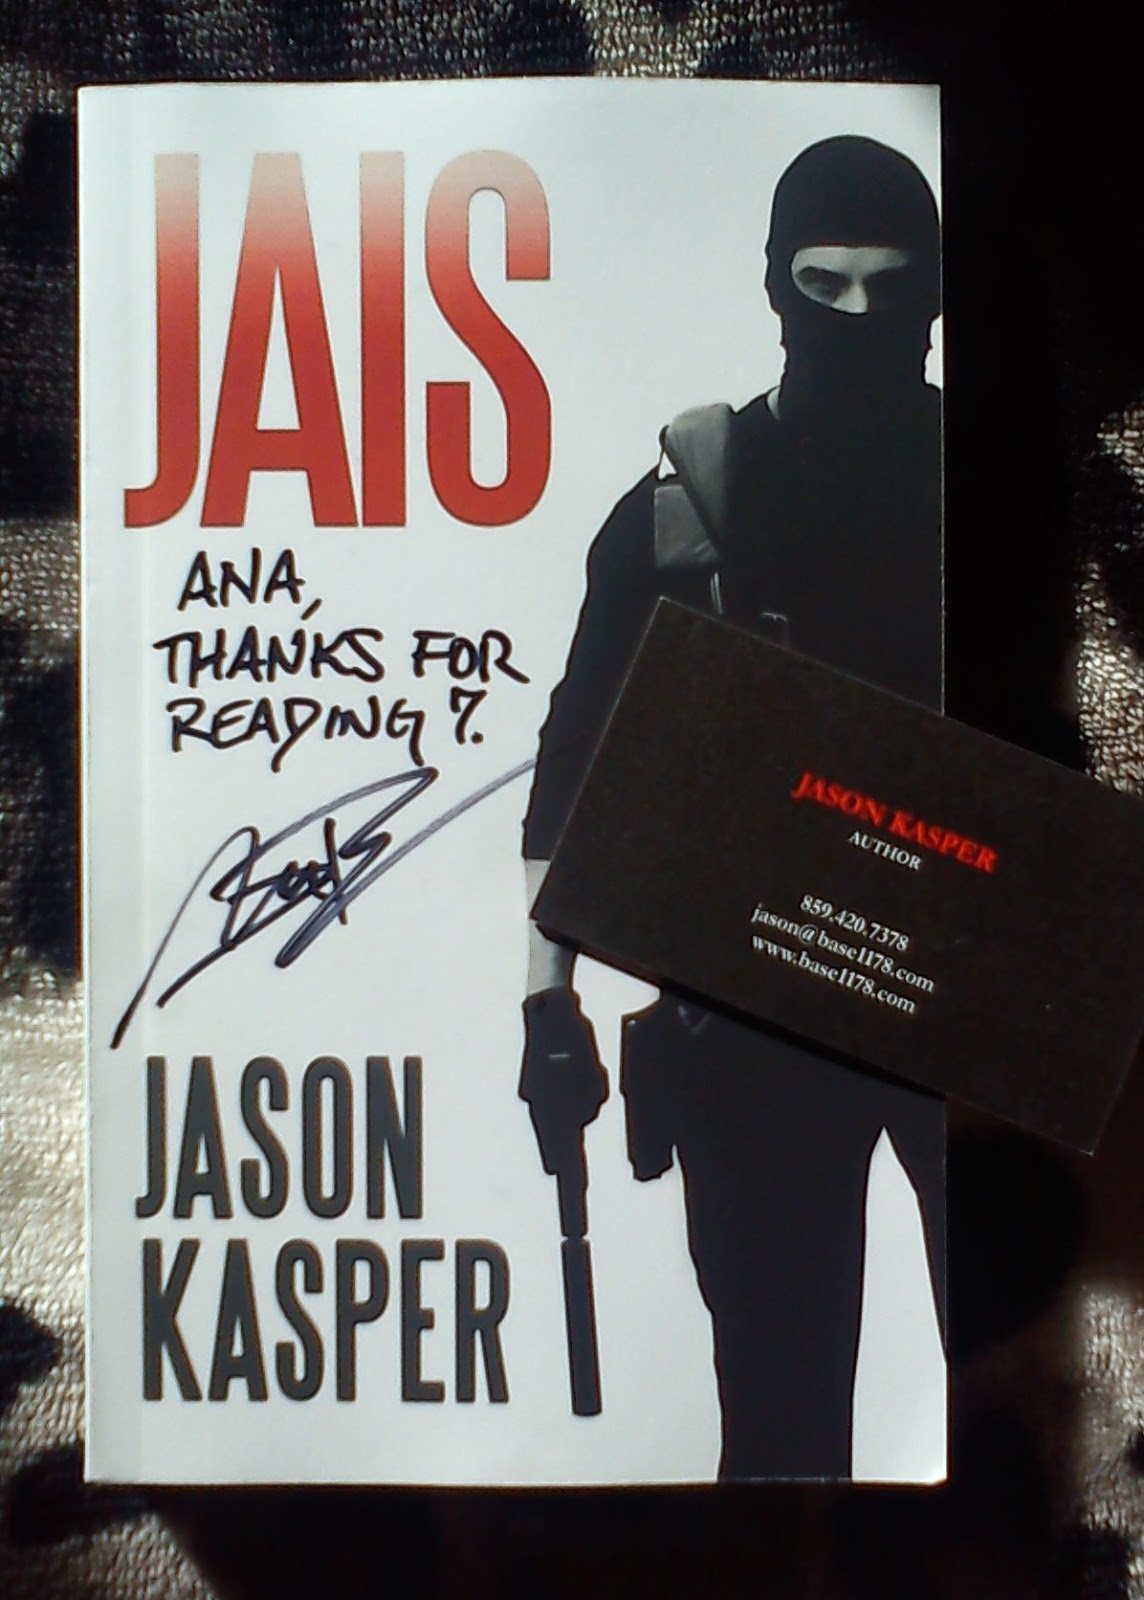 JAIS
ANA,
THANKS FOR
READING 7.
JASON
KASPER
JASON KASPER
AUTHOR
859.420.7378
jason@base1178.com
www.base1178.com